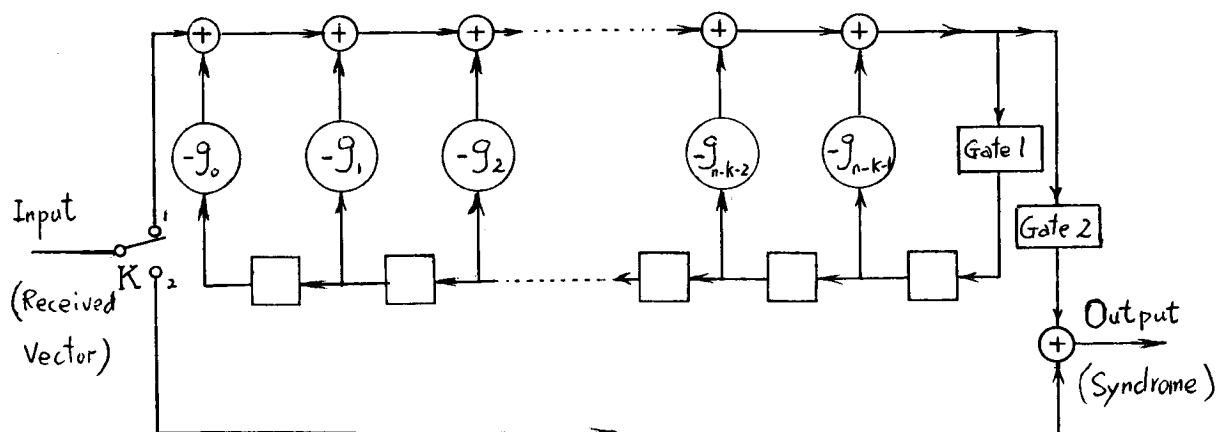 + + + + +
-g₀ -g₁ -g₂ -gₙ₋ₖ₋₂ -gₙ₋ₖ₋₁ Gate 1
Input 1
K 2
(Received
Vector)
Gate 2
+ Output
(Syndrome)